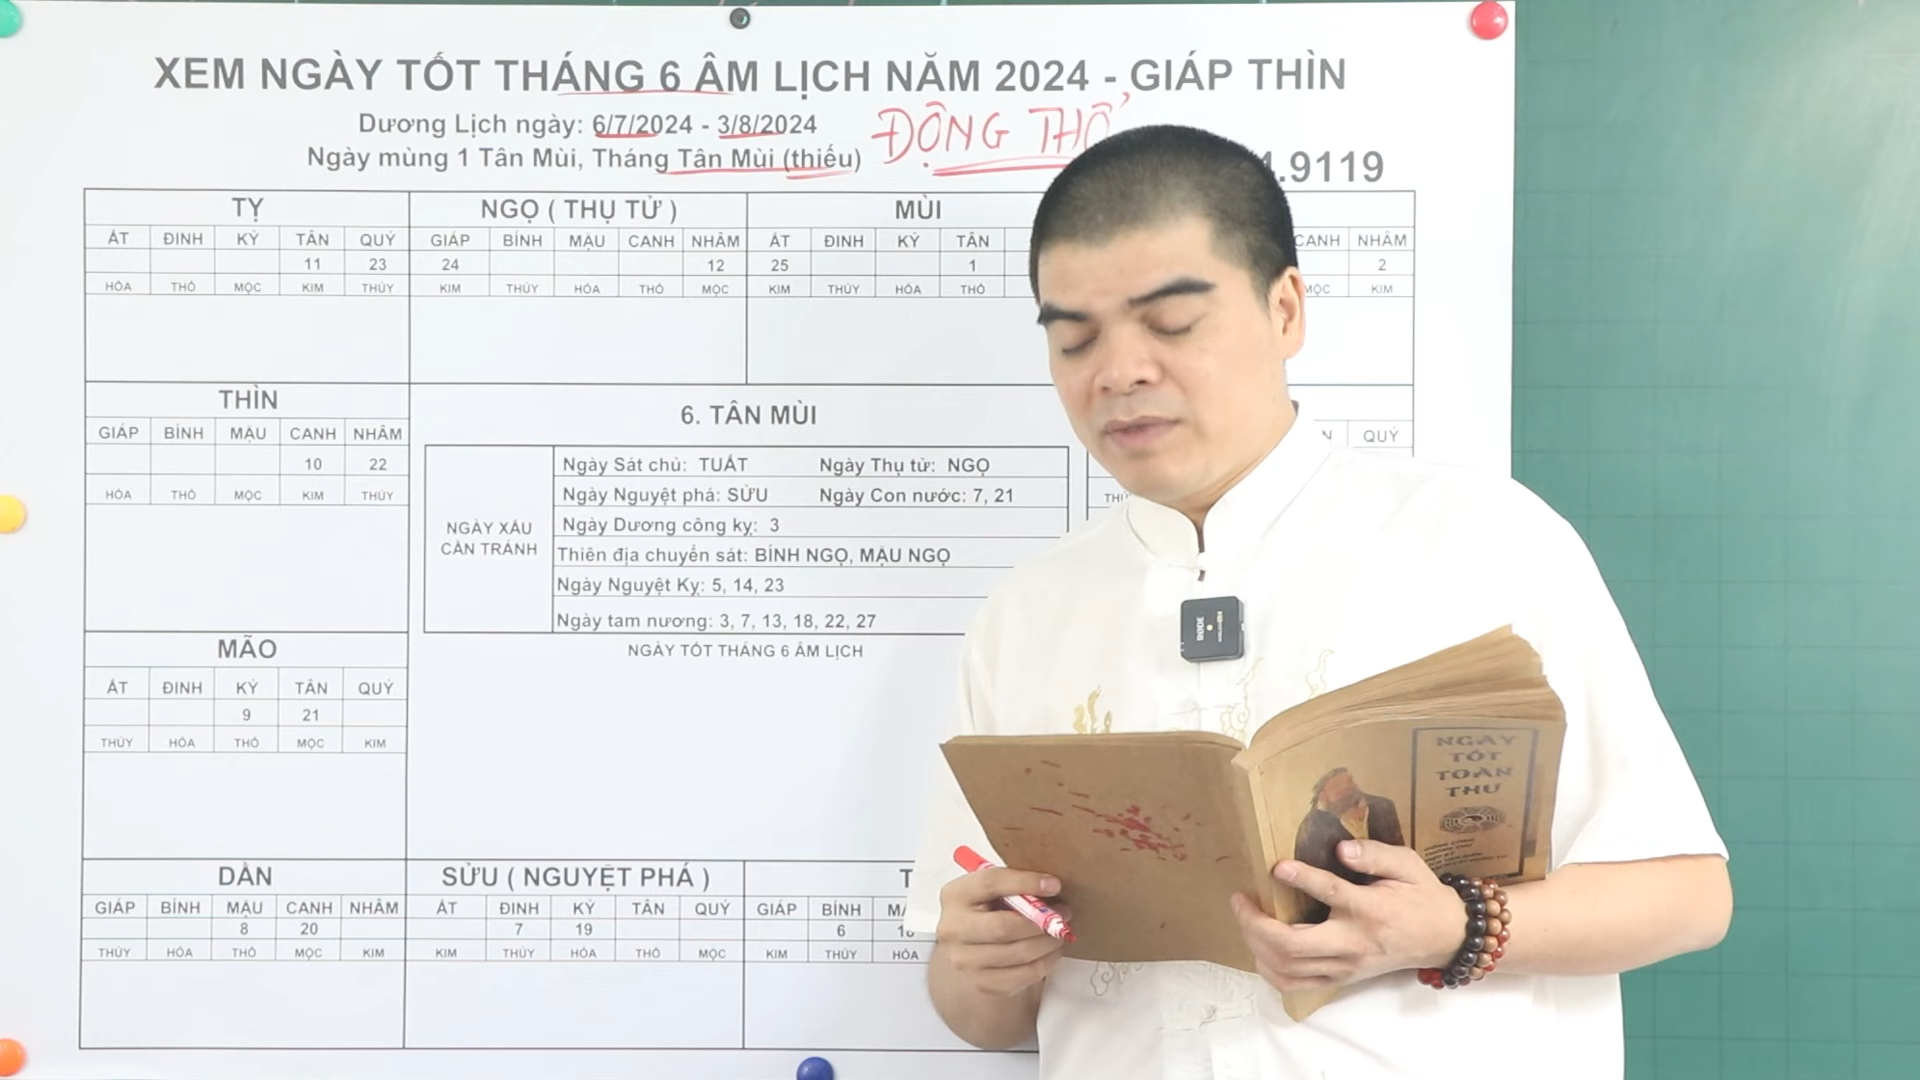 XEM NGÀY TỐT THÁNG 6 ÂM LỊCH NĂM 2024 - GIÁP THÌN
Dương Lịch ngày: 6/7/2024 - 3/8/2024
Ngày mùng 1 Tân Mùi, Tháng Tân Mùi (thiếu)
ĐỘNG THỔ
.9119
TỴ
ẤT ĐINH KỶ TÂN QUÝ
11 23
HỎA THỔ MỘC KIM THỦY
NGỌ ( THỤ TỬ )
GIÁP BÍNH MẬU CANH NHÂM
24 12
KIM THỦY HỎA THỔ MỘC
MÙI
ẤT ĐINH KỶ TÂN
25 1
KIM THỦY HỎA THỔ
CANH NHÂM
2
MỘC KIM
THÌN
GIÁP BÍNH MẬU CANH NHÂM
10 22
HỎA THỔ MỘC KIM THỦY
6. TÂN MÙI
NGÀY XẤU
CẦN TRÁNH
Ngày Sát chủ: TUẤT Ngày Thụ tử: NGỌ
Ngày Nguyệt phá: SỬU Ngày Con nước: 7, 21
Ngày Dương công kỵ: 3
Thiên địa chuyển sát: BÍNH NGỌ, MẬU NGỌ
Ngày Nguyệt Kỵ: 5, 14, 23
Ngày tam nương: 3, 7, 13, 18, 22, 27
NGÀY TỐT THÁNG 6 ÂM LỊCH
QUÝ
MÃO
ẤT ĐINH KỶ TÂN QUÝ
9 21
THỦY HỎA THỔ MỘC KIM
DẦN
GIÁP BÍNH MẬU CANH NHÂM
8 20
THỦY HỎA THỔ MỘC KIM
SỬU ( NGUYỆT PHÁ )
ẤT ĐINH KỶ TÂN QUÝ
7 19
KIM THỦY HỎA THỔ MỘC
T
GIÁP BÍNH
6
KIM THỦY HỎA
RØDE
NGÀY
TỐT
TOÀN
THƯ